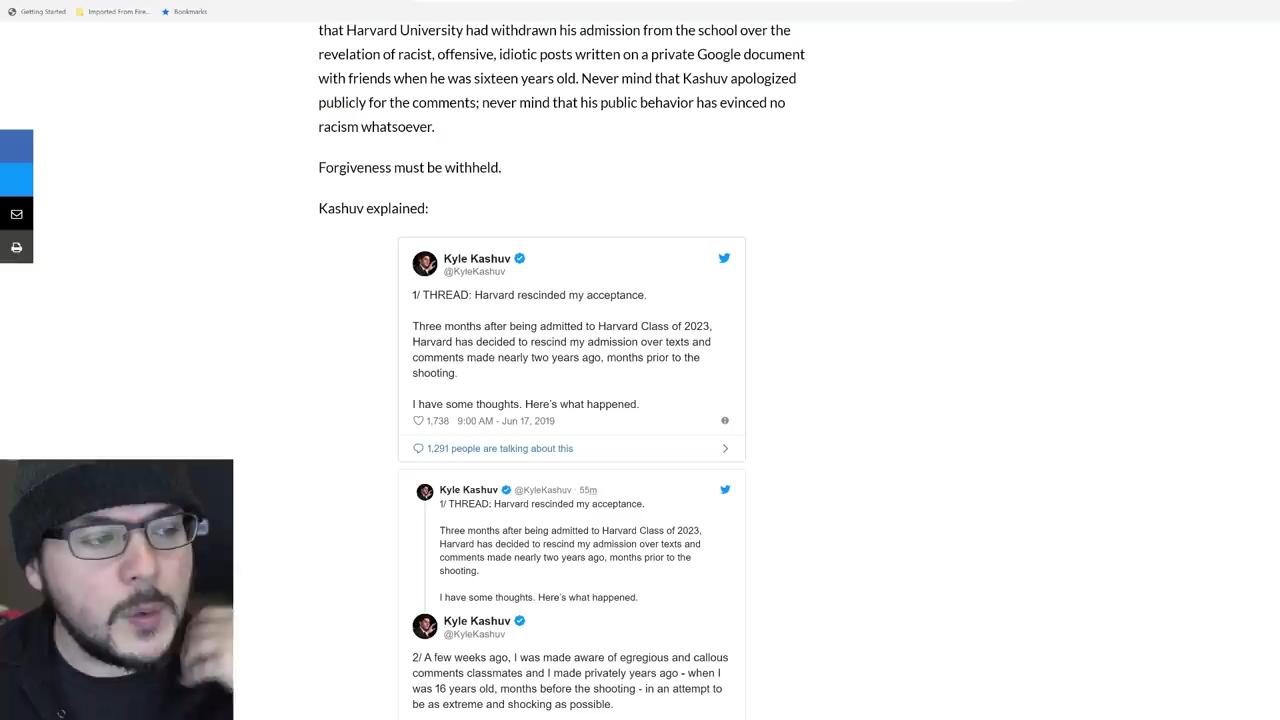 Getting Started
Imported From Fire...
Bookmarks
that Harvard University had withdrawn his admission from the school over the
revelation of racist, offensive, idiotic posts written on a private Google document
with friends when he was sixteen years old. Never mind that Kashuv apologized
publicly for the comments; never mind that his public behavior has evinced no
racism whatsoever.
Forgiveness must be withheld.
Kashuv explained:
Kyle Kashuv
@KyleKashuv
1/ THREAD: Harvard rescinded my acceptance.
Three months after being admitted to Harvard Class of 2023,
Harvard has decided to rescind my admission over texts and
comments made nearly two years ago, months prior to the
shooting.
I have some thoughts. Here's what happened.
1,738 9:00 AM - Jun 17, 2019
1,291 people are talking about this
Kyle Kashuv @KyleKashuv · 55m
1/ THREAD: Harvard rescinded my acceptance.
Three months after being admitted to Harvard Class of 2023,
Harvard has decided to rescind my admission over texts and
comments made nearly two years ago, months prior to the
shooting.
I have some thoughts. Here's what happened.
Kyle Kashuv
@KyleKashuv
2/ A few weeks ago, I was made aware of egregious and callous
comments classmates and I made privately years ago - when I
was 16 years old, months before the shooting - in an attempt to
be as extreme and shocking as possible.